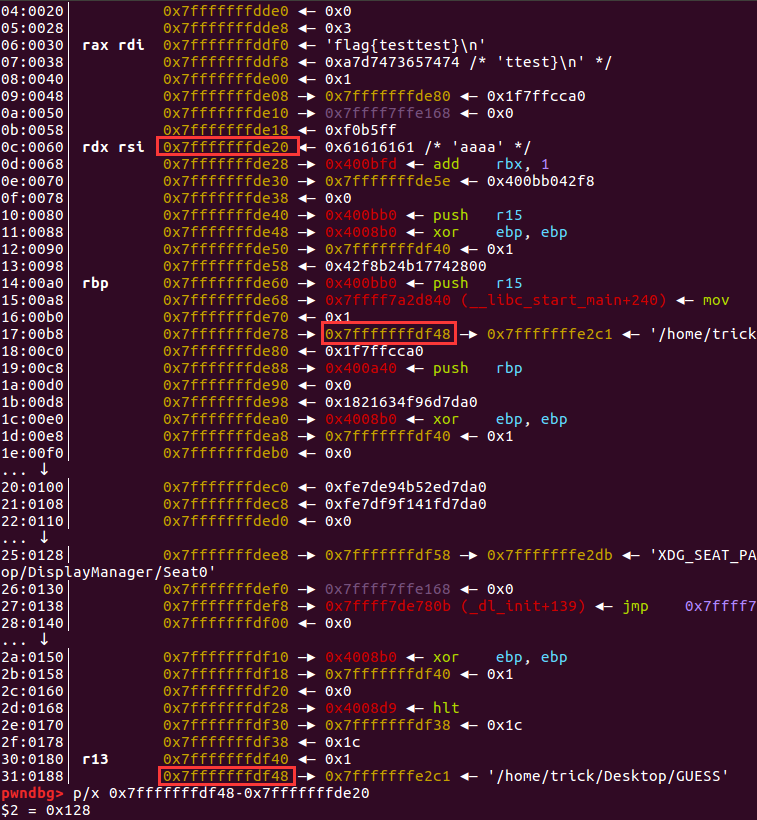 04:0020│ 0x7fffffffdde0 ◂— 0x0
05:0028│ 0x7fffffffdde8 ◂— 0x3
06:0030│ rax rdi 0x7fffffffddf0 ◂— 'flag{testtest}\n'
07:0038│ 0x7fffffffddf8 ◂— 0xa7d7473657474 /* 'ttest}\n' */
08:0040│ 0x7fffffffde00 ◂— 0x1
09:0048│ 0x7fffffffde08 —▸ 0x7fffffffde80 ◂— 0x1f7ffcca0
0a:0050│ 0x7fffffffde10 —▸ 0x7ffff7ffe168 ◂— 0x0
0b:0058│ 0x7fffffffde18 ◂— 0xf0b5ff
0c:0060│ rdx rsi 0x7fffffffde20 ◂— 0x61616161 /* 'aaaa' */
0d:0068│ 0x7fffffffde28 —▸ 0x400bfd ◂— add rbx, 1
0e:0070│ 0x7fffffffde30 —▸ 0x7fffffffde5e ◂— 0x400bb042f8
0f:0078│ 0x7fffffffde38 ◂— 0x0
10:0080│ 0x7fffffffde40 —▸ 0x400bb0 ◂— push r15
11:0088│ 0x7fffffffde48 —▸ 0x4008b0 ◂— xor ebp, ebp
12:0090│ 0x7fffffffde50 —▸ 0x7fffffffdf40 ◂— 0x1
13:0098│ 0x7fffffffde58 ◂— 0x42f8b24b17742800
14:00a0│ rbp 0x7fffffffde60 —▸ 0x400bb0 ◂— push r15
15:00a8│ 0x7fffffffde68 —▸ 0x7ffff7a2d840 (__libc_start_main+240) ◂— mov
16:00b0│ 0x7fffffffde70 ◂— 0x1
17:00b8│ 0x7fffffffde78 —▸ 0x7fffffffdf48 —▸ 0x7fffffffe2c1 ◂— '/home/trick
18:00c0│ 0x7fffffffde80 ◂— 0x1f7ffcca0
19:00c8│ 0x7fffffffde88 —▸ 0x400a40 ◂— push rbp
1a:00d0│ 0x7fffffffde90 ◂— 0x0
1b:00d8│ 0x7fffffffde98 ◂— 0x1821634f96d7da0
1c:00e0│ 0x7fffffffdea0 —▸ 0x4008b0 ◂— xor ebp, ebp
1d:00e8│ 0x7fffffffdea8 —▸ 0x7fffffffdf40 ◂— 0x1
1e:00f0│ 0x7fffffffdeb0 ◂— 0x0
... ↓
20:0100│ 0x7fffffffdec0 ◂— 0xfe7de94b52ed7da0
21:0108│ 0x7fffffffdec8 ◂— 0xfe7df9f141fd7da0
22:0110│ 0x7fffffffded0 ◂— 0x0
... ↓
25:0128│ 0x7fffffffdee8 —▸ 0x7fffffffdf58 —▸ 0x7fffffffe2db ◂— 'XDG_SEAT_PA
op/DisplayManager/Seat0'
26:0130│ 0x7fffffffdef0 —▸ 0x7ffff7ffe168 ◂— 0x0
27:0138│ 0x7fffffffdef8 —▸ 0x7ffff7de780b (_dl_init+139) ◂— jmp 0x7ffff7
28:0140│ 0x7fffffffdf00 ◂— 0x0
... ↓
2a:0150│ 0x7fffffffdf10 —▸ 0x4008b0 ◂— xor ebp, ebp
2b:0158│ 0x7fffffffdf18 —▸ 0x7fffffffdf40 ◂— 0x1
2c:0160│ 0x7fffffffdf20 ◂— 0x0
2d:0168│ 0x7fffffffdf28 —▸ 0x4008d9 ◂— hlt
2e:0170│ 0x7fffffffdf30 —▸ 0x7fffffffdf38 ◂— 0x1c
2f:0178│ 0x7fffffffdf38 ◂— 0x1c
30:0180│ r13 0x7fffffffdf40 ◂— 0x1
31:0188│ 0x7fffffffdf48 —▸ 0x7fffffffe2c1 ◂— '/home/trick/Desktop/GUESS'
pwndbg> p/x 0x7fffffffdf48-0x7fffffffde20
$2 = 0x128